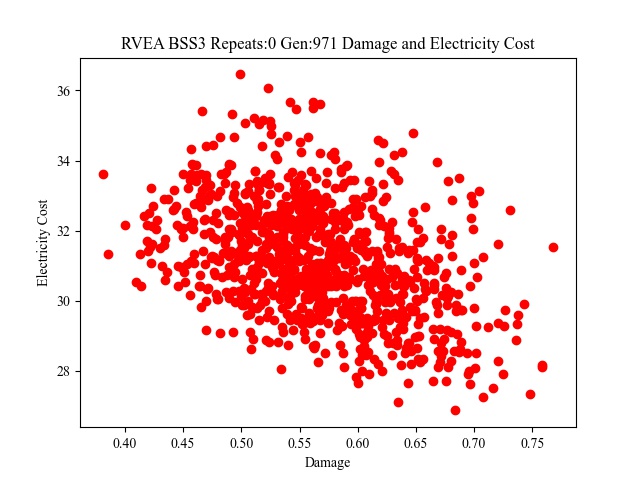 RVEA BSS3 Repeats:0 Gen:971 Damage and Electricity Cost
36
34
32
30
28
Electricity Cost
0.40 0.45 0.50 0.55 0.60 0.65 0.70 0.75
Damage